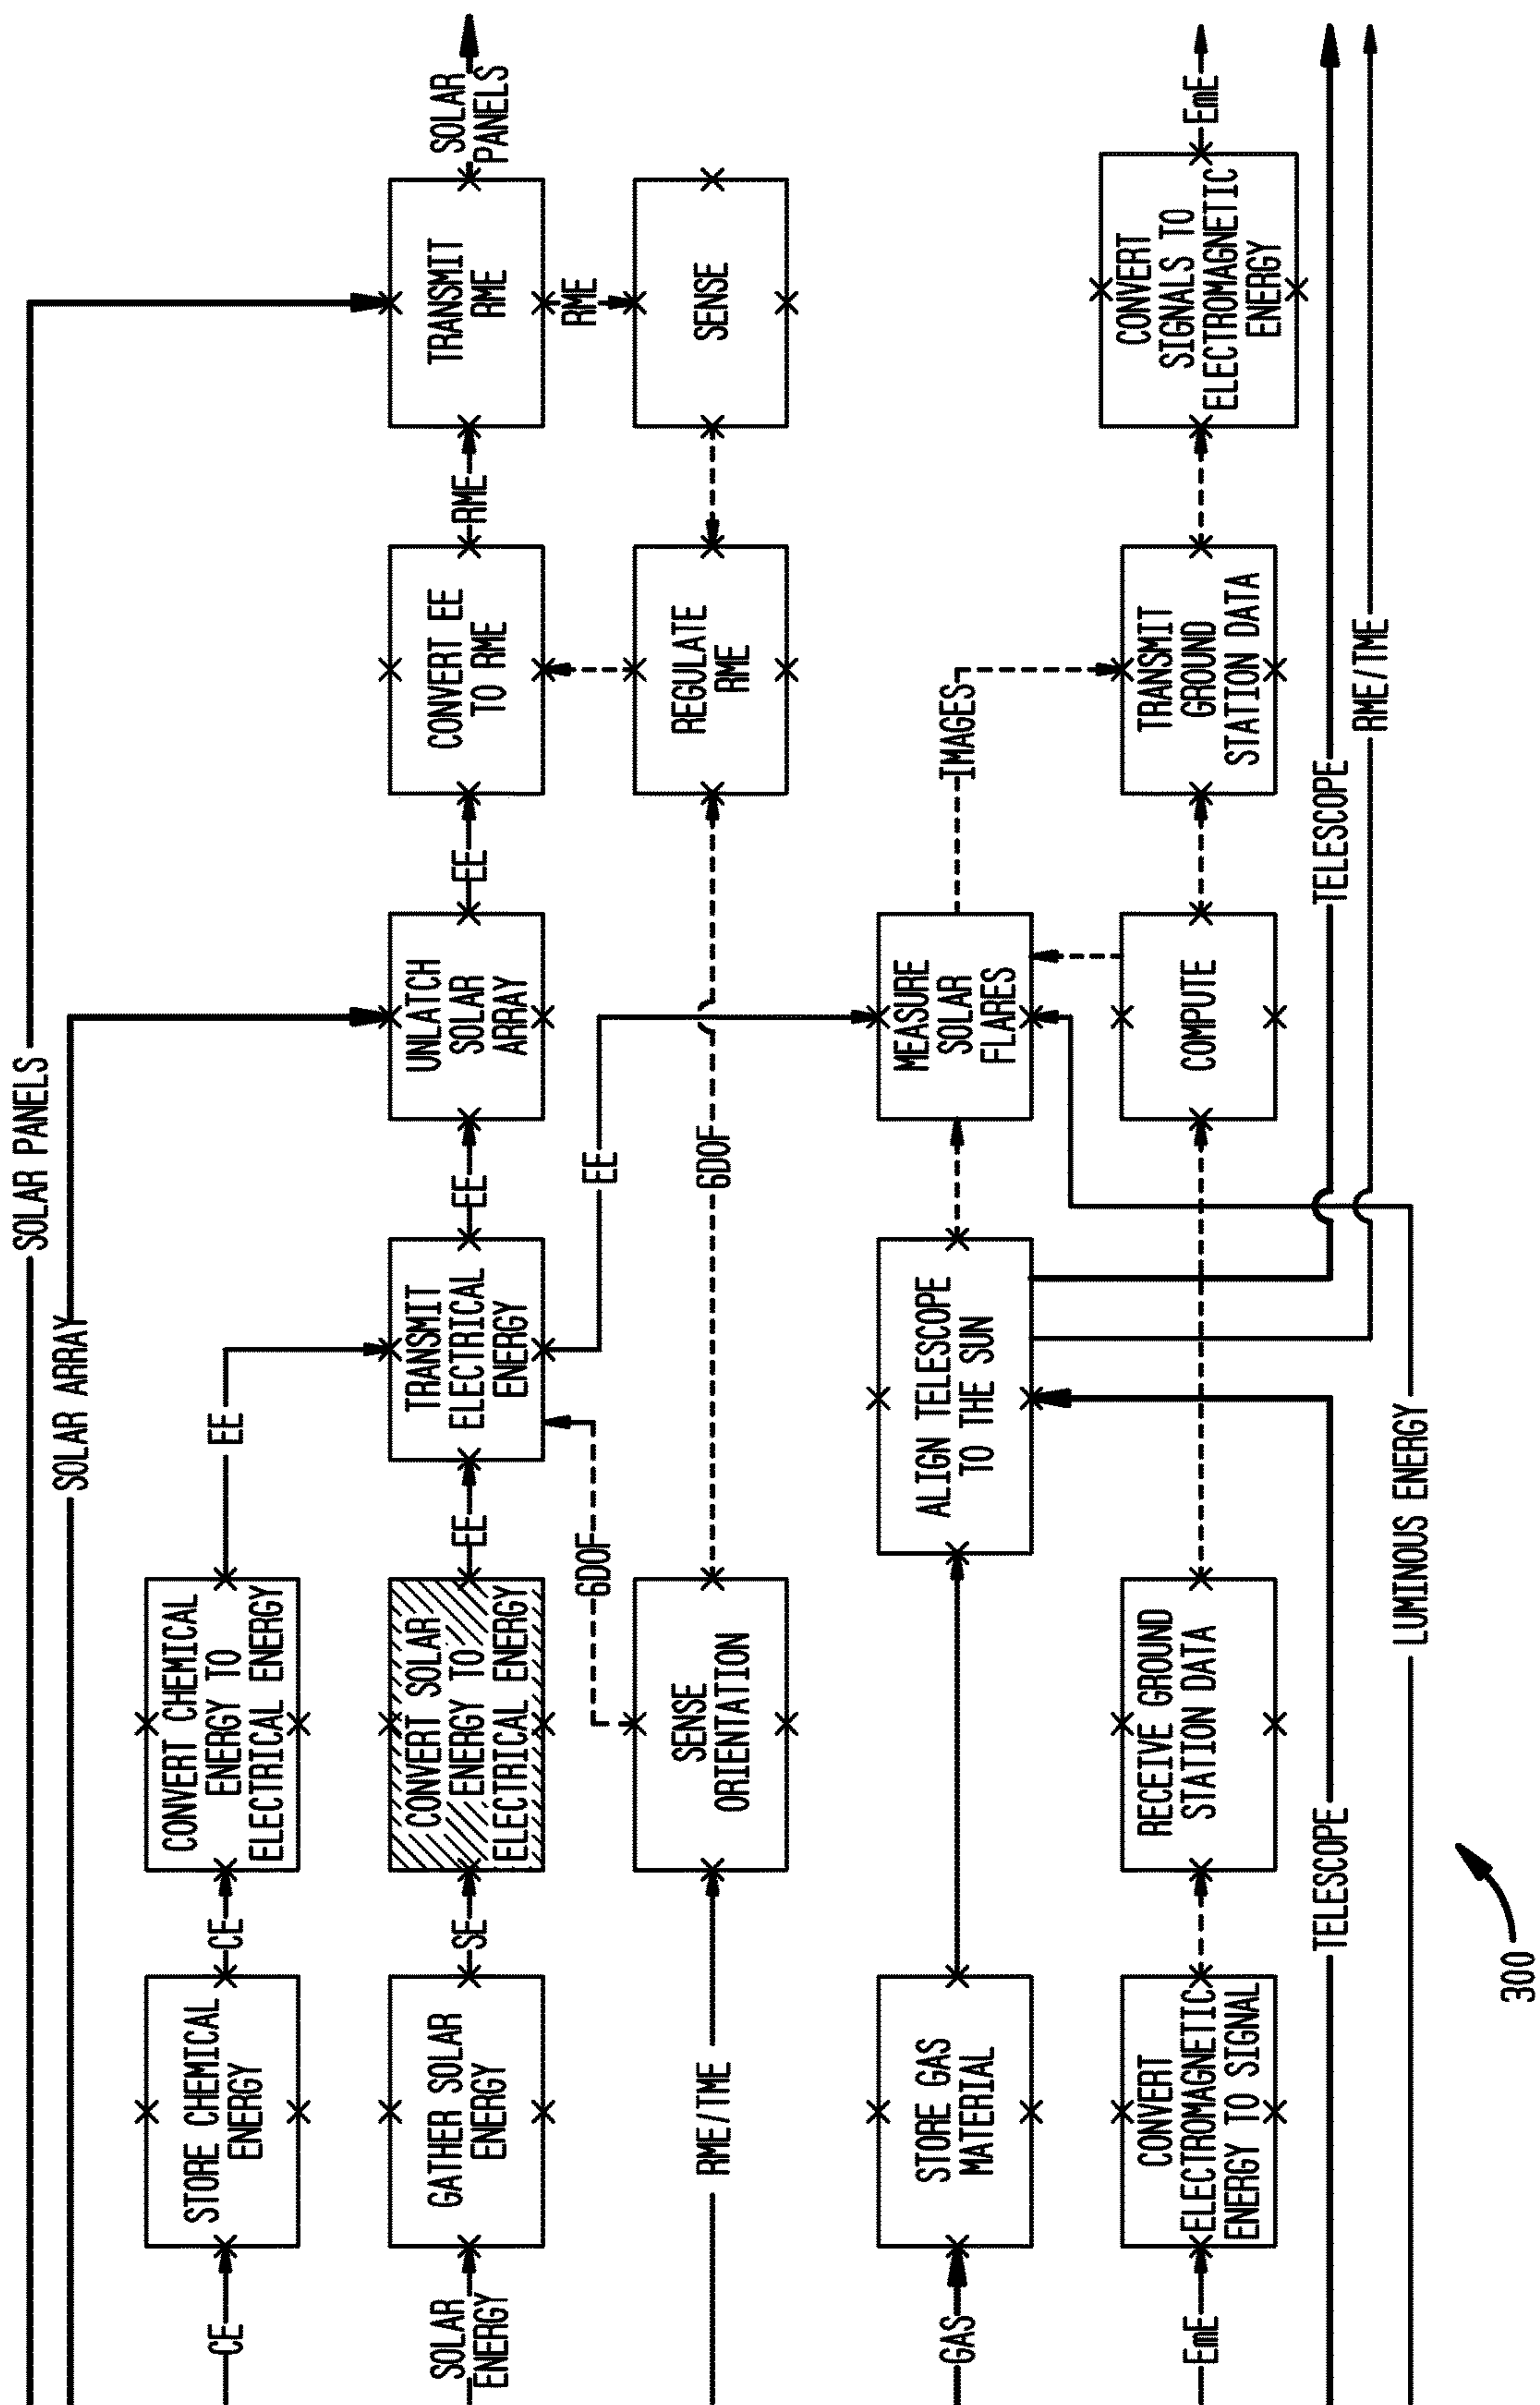 SOLAR PANELS
SOLAR ARRAY
CE
STORE CHEMICAL
ENERGY
CE
CONVERT CHEMICAL
ENERGY TO
ELECTRICAL ENERGY
EE
SOLAR
ENERGY
GATHER SOLAR
ENERGY
SE
CONVERT SOLAR
ENERGY TO
ELECTRICAL ENERGY
EE
TRANSMIT
ELECTRICAL
ENERGY
EE
UNLATCH
SOLAR
ARRAY
EE
CONVERT EE
TO RME
RME
TRANSMIT
RME
SOLAR
PANELS
6DOF
EE
RME
RME/TME
SENSE
ORIENTATION
6DOF
REGULATE
RME
SENSE
GAS
STORE GAS
MATERIAL
ALIGN TELESCOPE
TO THE SUN
MEASURE
SOLAR
FLARES
IMAGES
EmE
CONVERT
ELECTROMAGNETIC
ENERGY TO SIGNAL
RECEIVE GROUND
STATION DATA
COMPUTE
TRANSMIT
GROUND
STATION DATA
CONVERT
SIGNALS TO
ELECTROMAGNETIC
ENERGY
EmE
TELESCOPE
TELESCOPE
RME/TME
LUMINOUS ENERGY
300